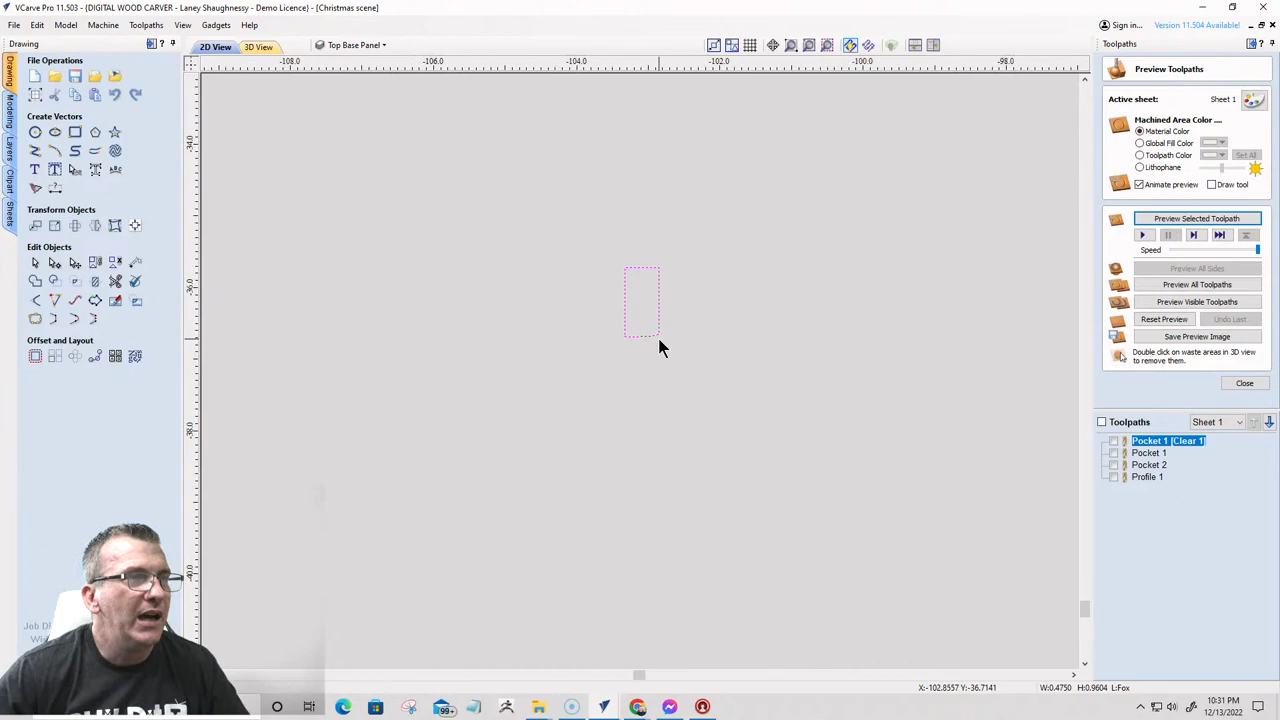 VCarve Pro 11.503 - (DIGITAL WOOD CARVER - Laney Shaughnessy - Demo Licence) - [Christmas scene]
File Edit Model Machine Toolpaths View Gadgets Help
Sign in... Version 11.504 Available!
Drawing
2D View 3D View Top Base Panel
Toolpaths
-108.0 -106.0 -104.0 -102.0 -100.0 -98.0
-34.0
-36.0
-38.0
-40.0
Drawing
Modeling
Layers
Clipart
Sheets
File Operations
Create Vectors
Transform Objects
Edit Objects
Offset and Layout
Preview Toolpaths
Active sheet: Sheet 1
Machined Area Color ....
Material Color
Global Fill Color
Toolpath Color Set All
Lithophane
Animate preview Draw tool
Preview Selected Toolpath
Speed
Preview All Sides
Preview All Toolpaths
Preview Visible Toolpaths
Reset Preview Undo Last
Save Preview Image
Double click on waste areas in 3D view
to remove them.
Close
Toolpaths Sheet 1
Pocket 1 [Clear 1]
Pocket 1
Pocket 2
Profile 1
X:-102.8557 Y:-36.7141 W:0.4750 H:0.9604 L:Fox
99+
10:31 PM
12/13/2022